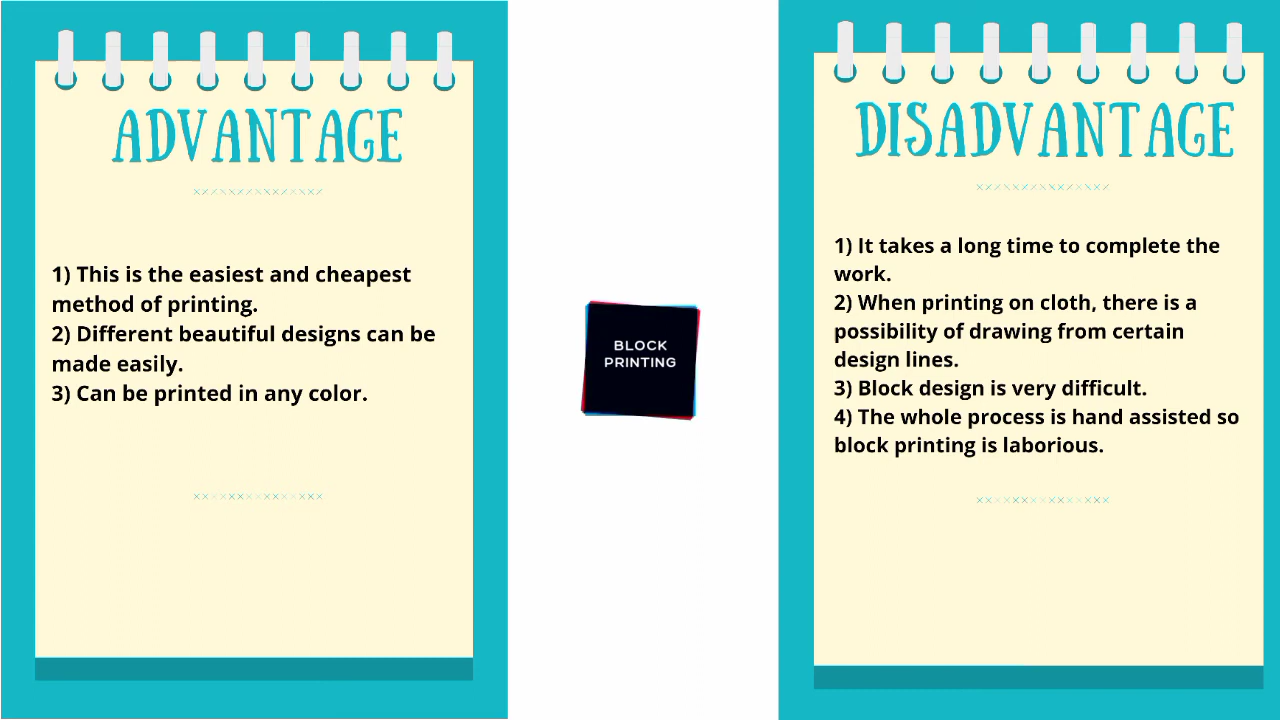 ADVANTAGE
1) This is the easiest and cheapest
method of printing.
2) Different beautiful designs can be
made easily.
3) Can be printed in any color.
BLOCK
PRINTING
DISADVANTAGE
1) It takes a long time to complete the
work.
2) When printing on cloth, there is a
possibility of drawing from certain
design lines.
3) Block design is very difficult.
4) The whole process is hand assisted so
block printing is laborious.